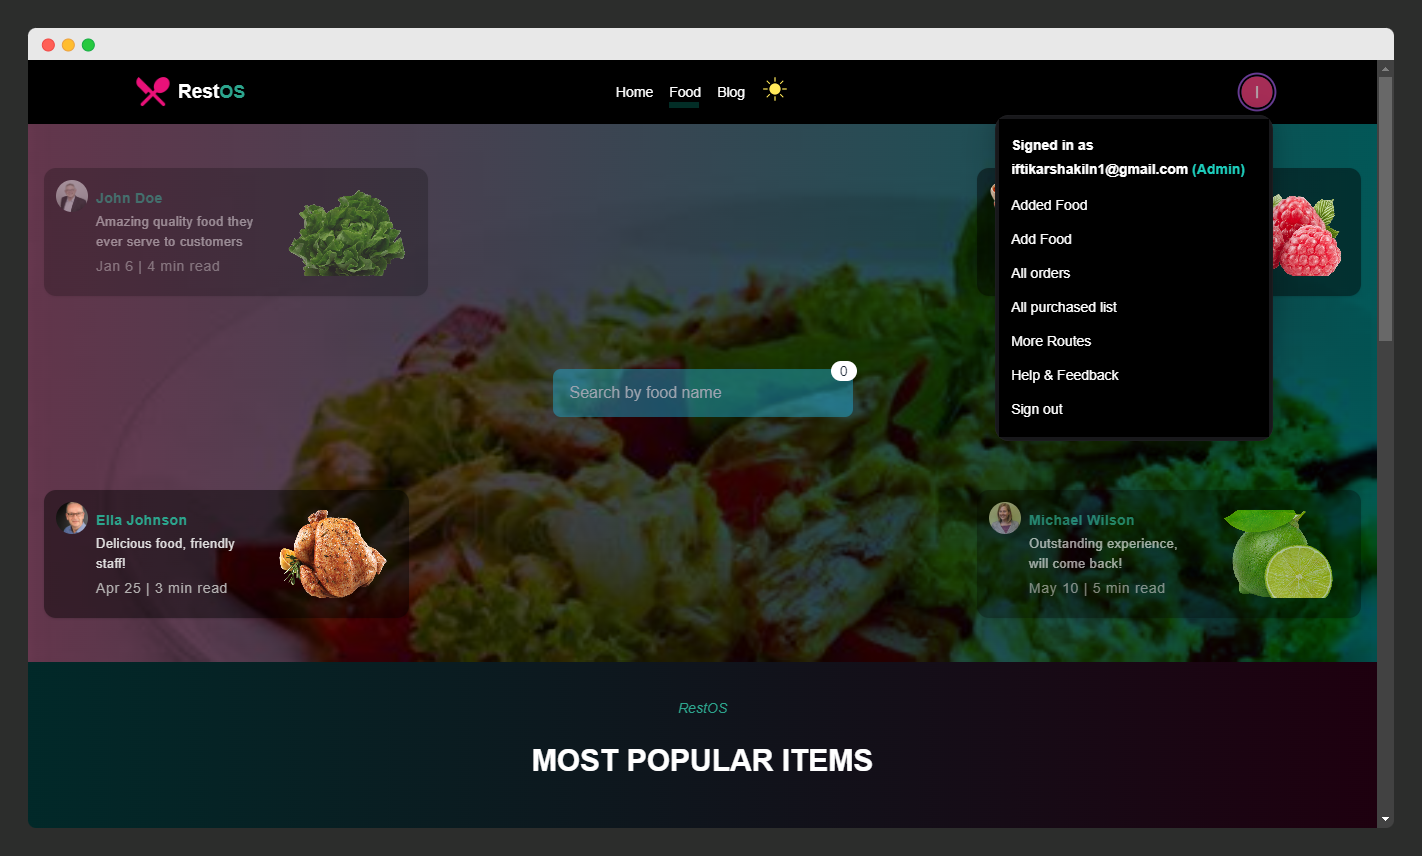 RestOS
Home Food Blog
I
Signed in as
iftikarshakiln1@gmail.com (Admin)
Added Food
Add Food
All orders
All purchased list
More Routes
Help & Feedback
Sign out
John Doe
Amazing quality food they
ever serve to customers
Jan 6 | 4 min read
0
Search by food name
Ella Johnson
Delicious food, friendly
staff!
Apr 25 | 3 min read
Michael Wilson
Outstanding experience,
will come back!
May 10 | 5 min read
RestOS
MOST POPULAR ITEMS